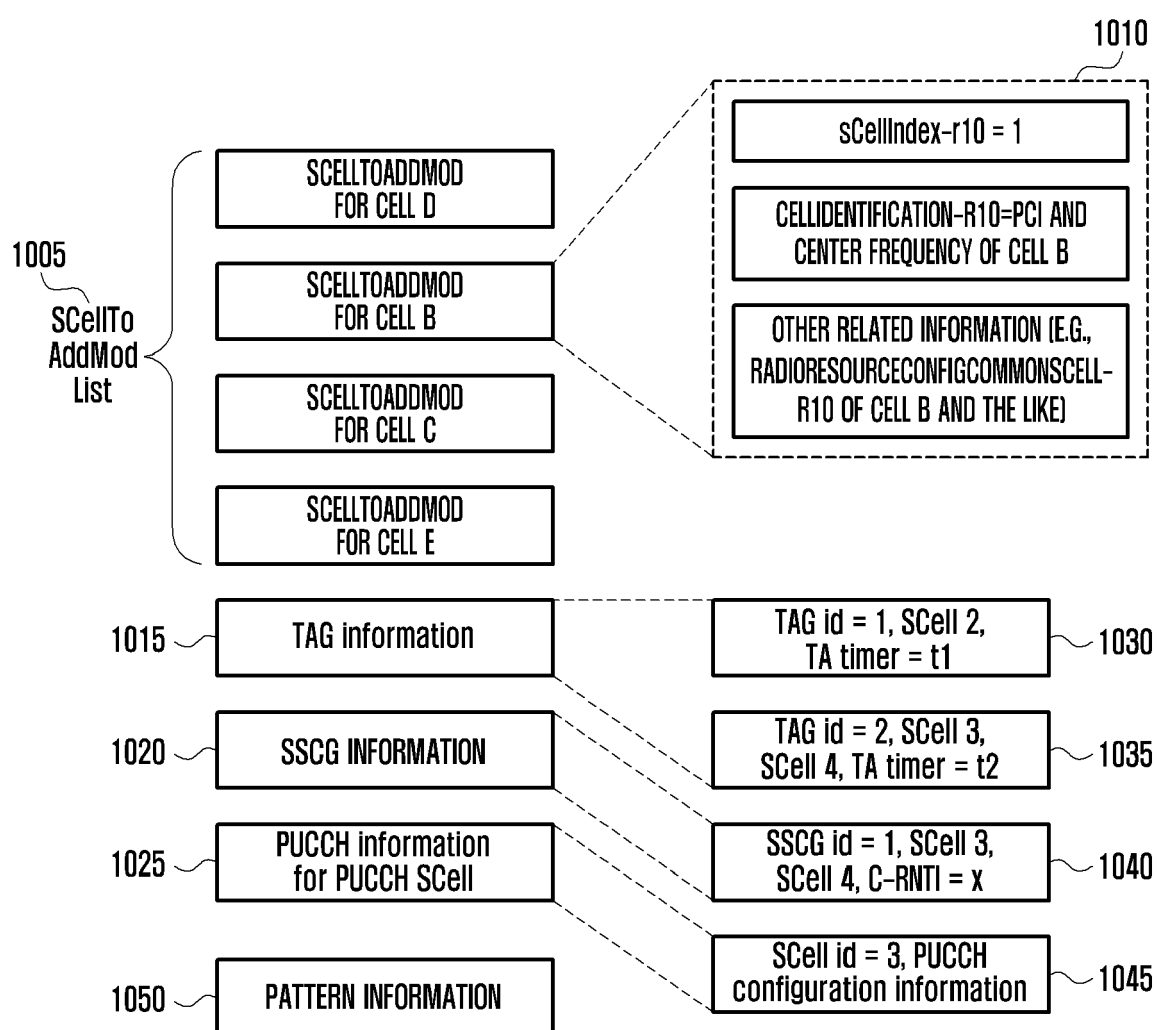 1010
sCellIndex-r10 = 1
CELLIDENTIFICATION-R10=PCI AND
CENTER FREQUENCY OF CELL B
OTHER RELATED INFORMATION (E.G.,
RADIORESOURCECONFIGCOMMONSCELL-
R10 OF CELL B AND THE LIKE)
1005
SCellTo
AddMod
List
SCELLTOADDMOD
FOR CELL D
SCELLTOADDMOD
FOR CELL B
SCELLTOADDMOD
FOR CELL C
SCELLTOADDMOD
FOR CELL E
1015
TAG information
TAG id = 1, SCell 2,
TA timer = t1
1030
1020
SSCG INFORMATION
TAG id = 2, SCell 3,
SCell 4, TA timer = t2
1035
1025
PUCCH information
for PUCCH SCell
SSCG id = 1, SCell 3,
SCell 4, C-RNTI = x
1040
1050
PATTERN INFORMATION
SCell id = 3, PUCCH
configuration information
1045